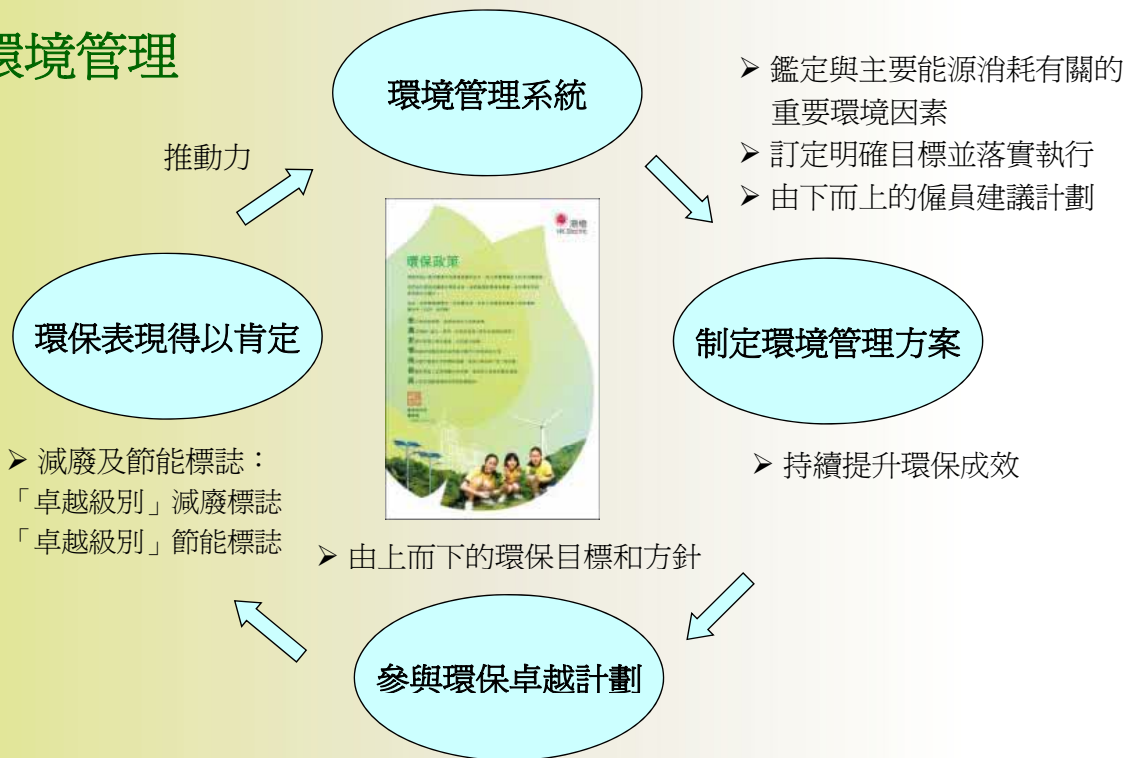 環境管理
環境管理系統
鑑定與主要能源消耗有關的
重要環境因素
訂定明確目標並落實執行
由下而上的僱員建議計劃
推動力
港燈
HK Electric
環保政策
環保表現得以肯定
制定環境管理方案
減廢及節能標誌：
「卓越級別」減廢標誌
「卓越級別」節能標誌
持續提升環保成效
由上而下的環保目標和方針
參與環保卓越計劃